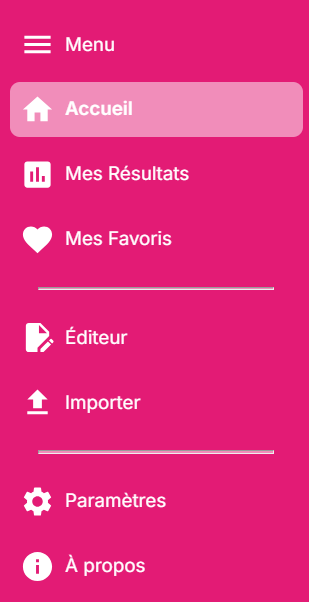 Menu
Accueil
Mes Résultats
Mes Favoris
Éditeur
Importer
Paramètres
À propos